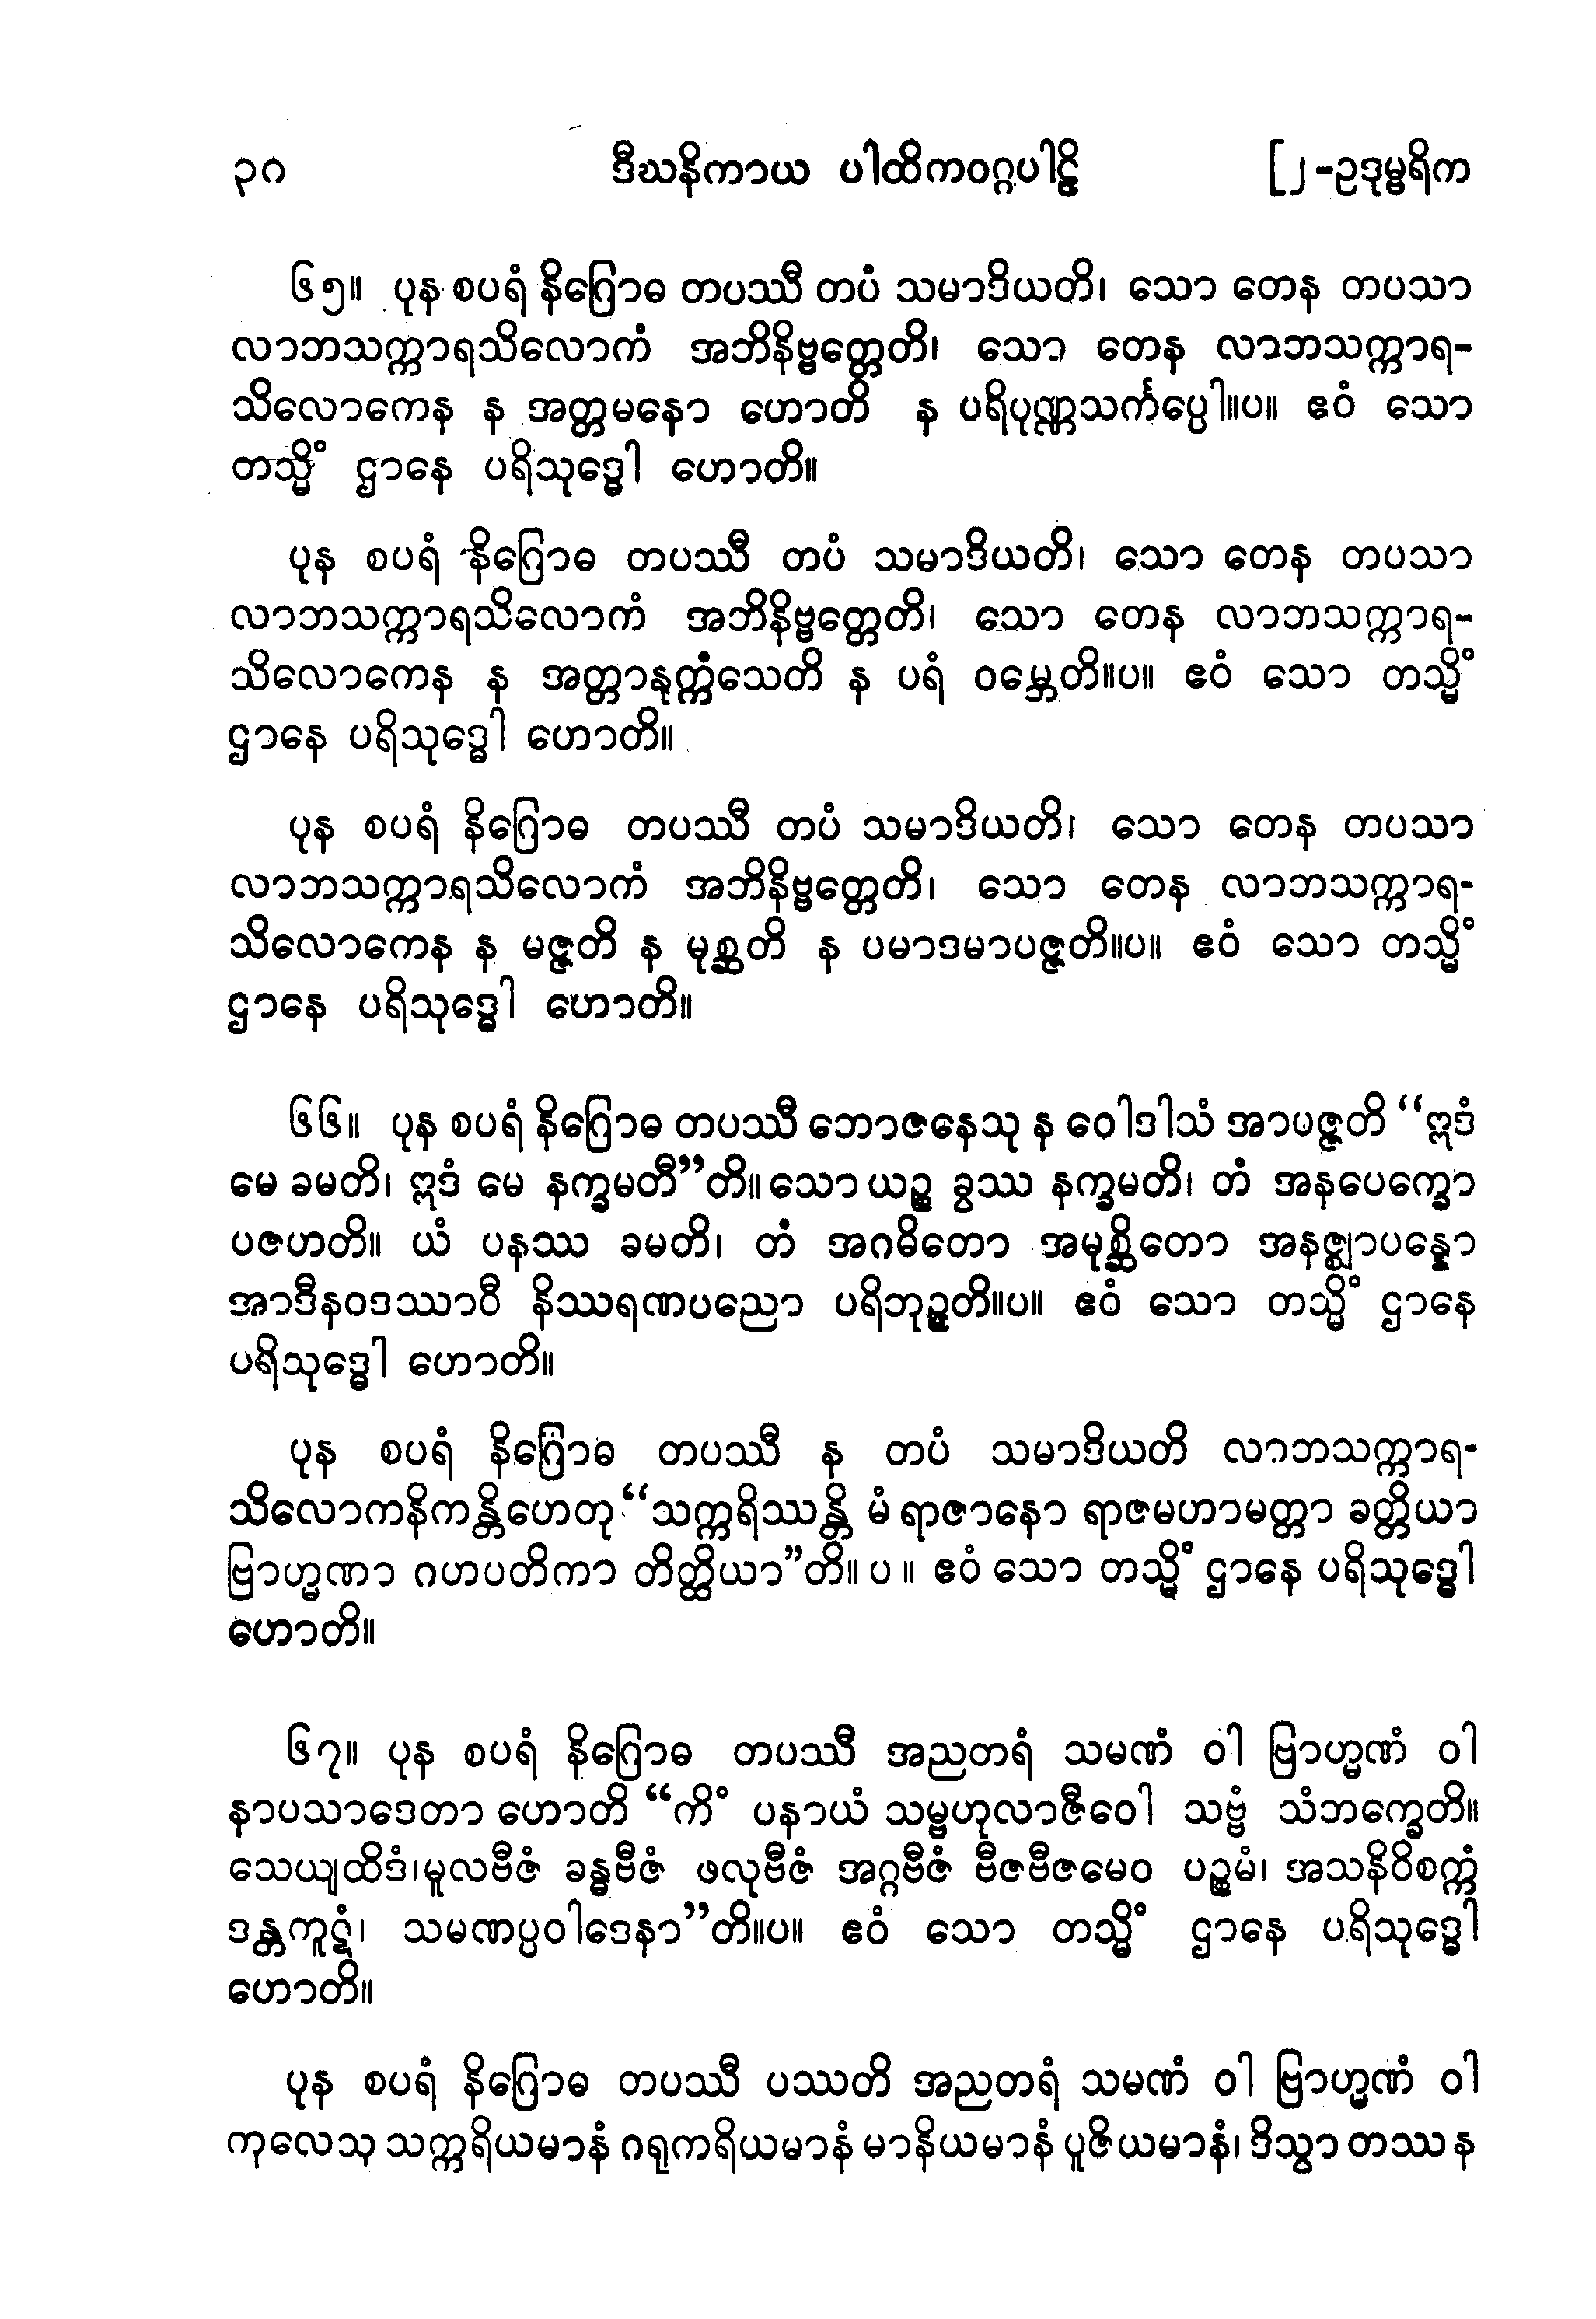 ၃၈ ဒီဃနိကာယ ပါထိကဝဂ္ဂပါဠိ [၂-ဥဒုမ္ဗရိက
၆၅။ ပုန စပရံ နိဂြောဓ တပဿီ တပံ သမာဒိယတိ၊ သော တေန တပသာ
လာဘသက္ကာရသိလောကံ အဘိနိဗ္ဗတ္တေတိ၊ သော တေန လာဘသက္ကာရ-
သိလောကေန န အတ္တမနော ဟောတိ န ပရိပုဏ္ဏသင်္ကပ္ပေါ။ပ။ ဧဝံ သော
တသ္မိံ ဌာနေ ပရိသုဒ္ဓေါ ဟောတိ။
ပုန စပရံ နိဂြောဓ တပဿီ တပံ သမာဒိယတိ၊ သော တေန တပသာ
လာဘသက္ကာရသိလောကံ အဘိနိဗ္ဗတ္တေတိ၊ သော တေန လာဘသက္ကာရ-
သိလောကေန န အတ္တာနုက္ကံသေတိ န ပရံ ဝမ္ဘေတိ။ပ။ ဧဝံ သော တသ္မိံ
ဌာနေ ပရိသုဒ္ဓေါ ဟောတိ။
ပုန စပရံ နိဂြောဓ တပဿီ တပံ သမာဒိယတိ၊ သော တေန တပသာ
လာဘသက္ကာရသိလောကံ အဘိနိဗ္ဗတ္တေတိ၊ သော တေန လာဘသက္ကာရ-
သိလောကေန န မဇ္ဇတိ န မုစ္ဆတိ န ပမာဒမာပဇ္ဇတိ။ပ။ ဧဝံ သော တသ္မိံ
ဌာနေ ပရိသုဒ္ဓေါ ဟောတိ။
၆၆။ ပုန စပရံ နိဂြောဓ တပဿီ ဘောဇနေသု န ဝေါဒါသံ အာပဇ္ဇတိ “ဣဒံ
မေ ခမတိ၊ ဣဒံ မေ နက္ခမတီ”တိ။ သော ယဉ္စ ခွဿ နက္ခမတိ၊ တံ အနပေက္ခော
ပဇဟတိ။ ယံ ပနဿ ခမတိ၊ တံ အဂဓိတော အမုစ္ဆိတော အနဇ္ဈာပန္နော
အာဒီနဝဒဿာဝီ နိဿရဏပညော ပရိဘုဉ္ဇတိ။ပ။ ဧဝံ သော တသ္မိံ ဌာနေ
ပရိသုဒ္ဓေါ ဟောတိ။
ပုန စပရံ နိဂြောဓ တပဿီ န တပံ သမာဒိယတိ လာဘသက္ကာရ-
သိလောကနိကန္တိဟေတု “သက္ကရိဿန္တိ မံ ရာဇာနော ရာဇမဟာမတ္တာ ခတ္တိယာ
ဗြာဟ္မဏာ ဂဟပတိကာ တိတ္ထိယာ”တိ။ ပ ။ ဧဝံ သော တသ္မိံ ဌာနေ ပရိသုဒ္ဓေါ
ဟောတိ။
၆၇။ ပုန စပရံ နိဂြောဓ တပဿီ အညတရံ သမဏံ ဝါ ဗြာဟ္မဏံ ဝါ
နာပသာဒေတာ ဟောတိ “ကိံ ပနာယံ သမ္ဗဟုလာဇီဝေါ သဗ္ဗံ သံဘက္ခေတိ။
သေယျထိဒံ၊ မူလဗီဇံ ခန္ဓဗီဇံ ဖလုဗီဇံ အဂ္ဂဗီဇံ ဗီဇဗီဇမေဝ ပဉ္စမံ၊ အသနိဝိစက္ကံ
ဒန္တကူဋံ၊ သမဏပ္ပဝါဒေနာ”တိ။ပ။ ဧဝံ သော တသ္မိံ ဌာနေ ပရိသုဒ္ဓေါ
ဟောတိ။
ပုန စပရံ နိဂြောဓ တပဿီ ပဿတိ အညတရံ သမဏံ ဝါ ဗြာဟ္မဏံ ဝါ
ကုလေသု သက္ကရိယမာနံ ဂရုကရိယမာနံ မာနိယမာနံ ပူဇိယမာနံ၊ ဒိသွာ တဿ န